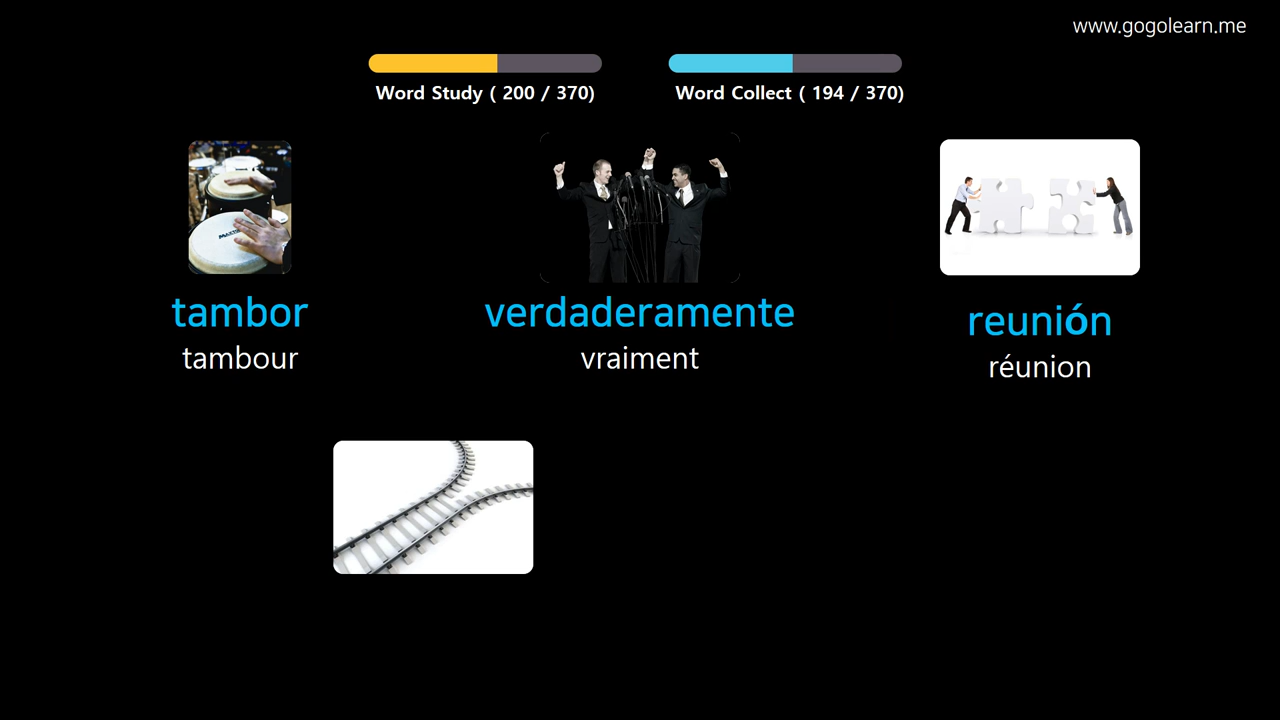 www.gogolearn.me
Word Study ( 200 / 370)
Word Collect ( 194 / 370)
tambor
tambour
verdaderamente
vraiment
reunión
réunion